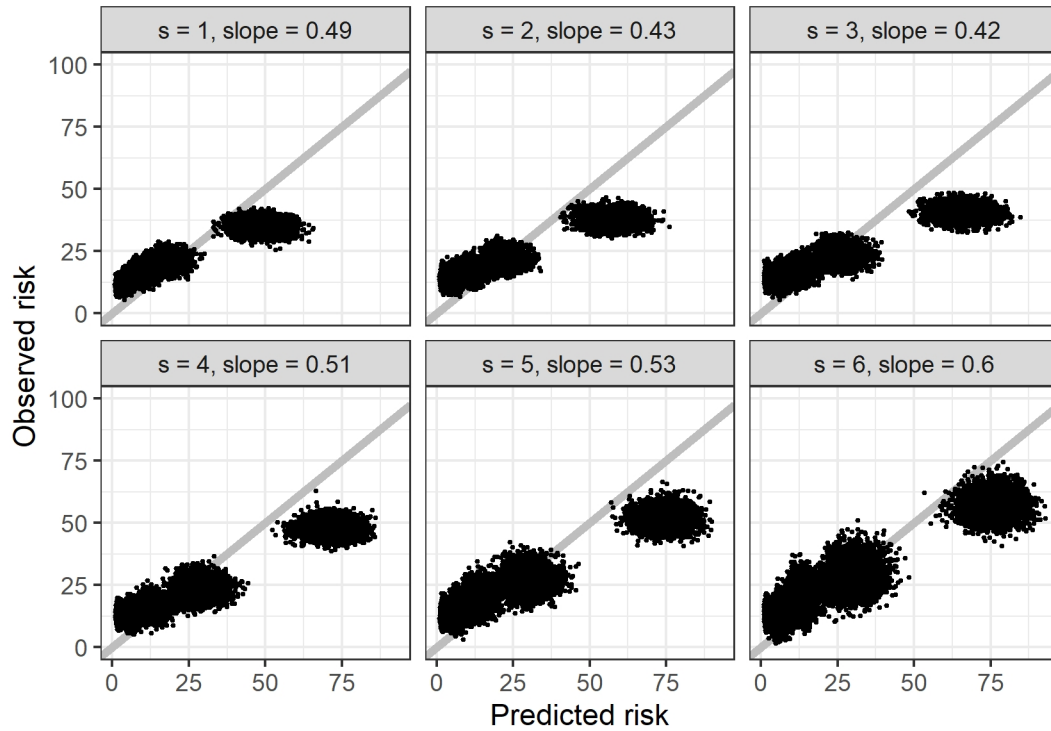 s = 1, slope = 0.49
s = 2, slope = 0.43
s = 3, slope = 0.42
100
75
50
25
0
s = 4, slope = 0.51
s = 5, slope = 0.53
s = 6, slope = 0.6
100
75
50
25
0
0 25 50 75
0 25 50 75
0 25 50 75
Observed risk
Predicted risk